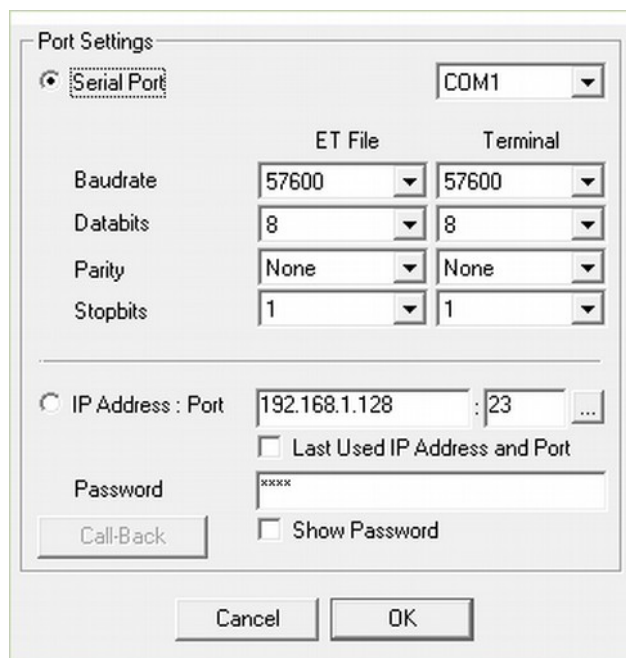 Port Settings
Serial Port COM1
ET File Terminal
Baudrate 57600 57600
Databits 8 8
Parity None None
Stopbits 1 1
IP Address : Port 192.168.1.128 : 23 ...
Last Used IP Address and Port
Password ××××
Call-Back Show Password
Cancel OK